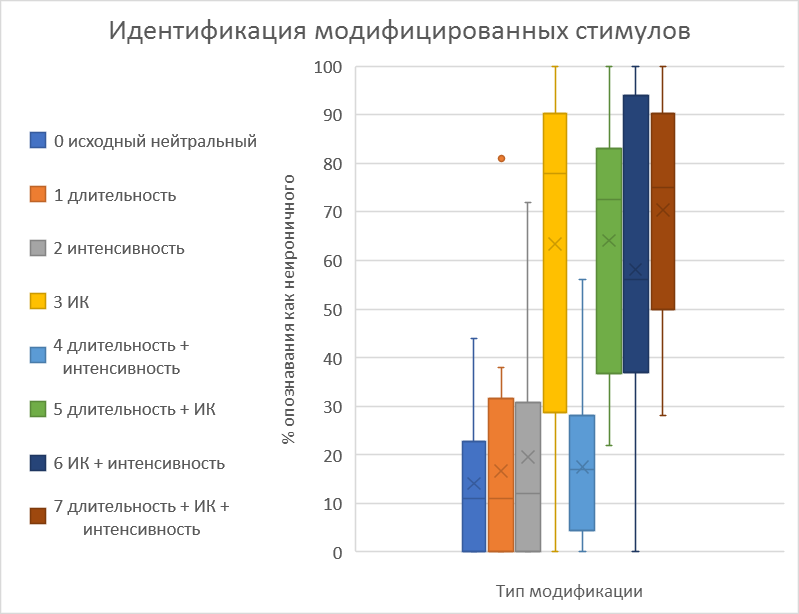 Идентификация модифицированных стимулов
0 исходный нейтральный
1 длительность
2 интенсивность
3 ИК
4 длительность +
интенсивность
5 длительность + ИК
6 ИК + интенсивность
7 длительность + ИК +
интенсивность
% опознавания как неироничного
100
90
80
70
60
50
40
30
20
10
0
Тип модификации